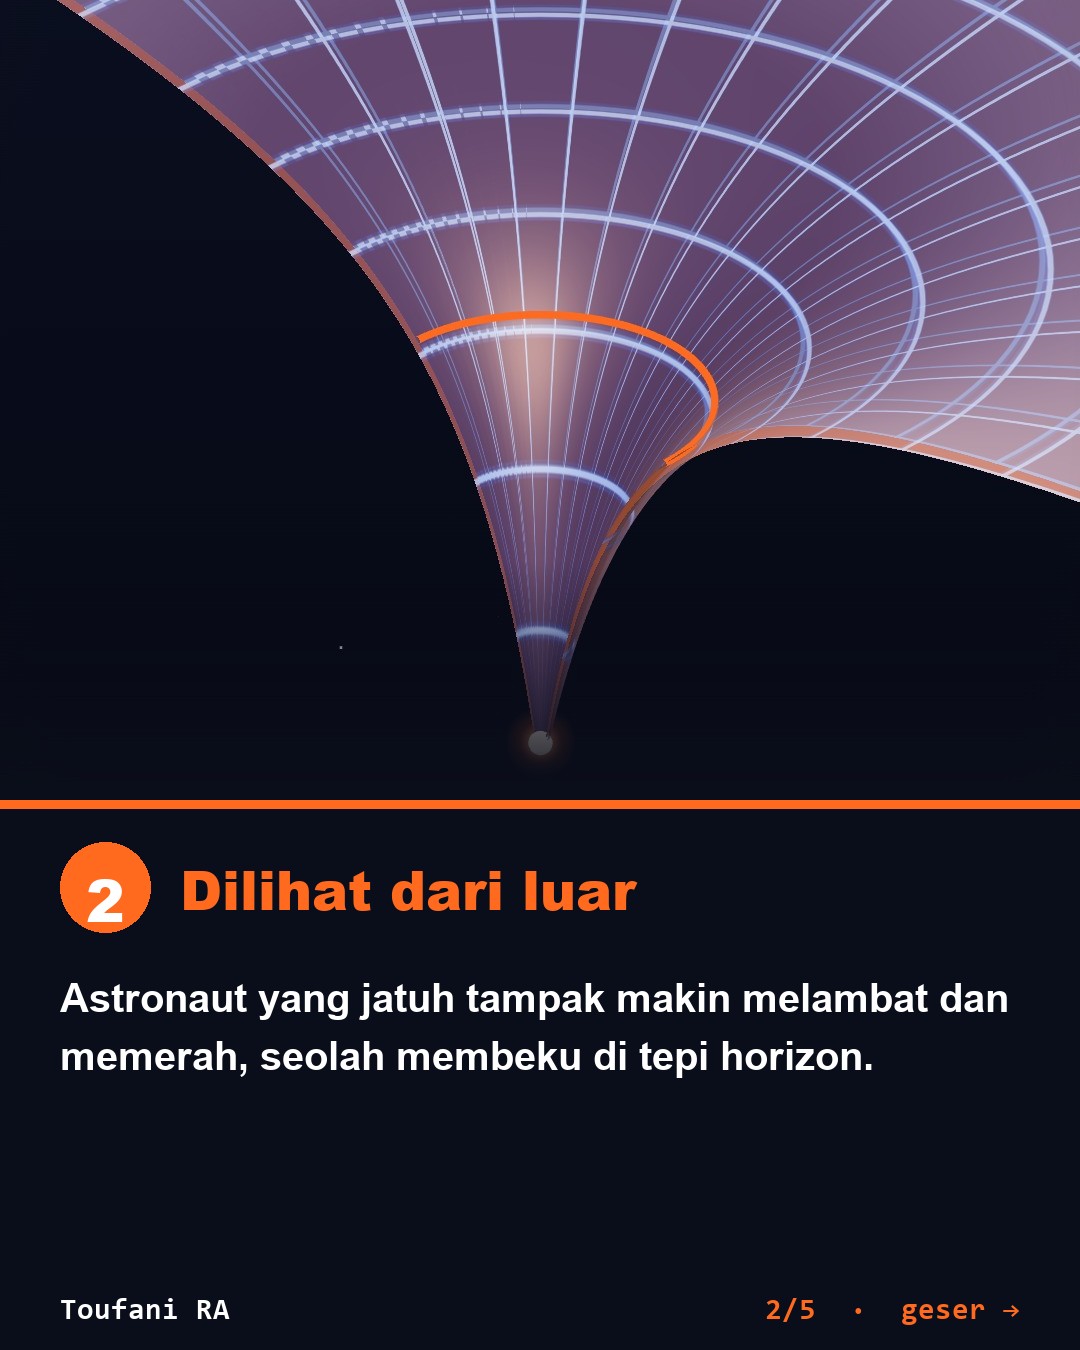 2 Dilihat dari luar
Astronaut yang jatuh tampak makin melambat dan
memerah, seolah membeku di tepi horizon.
Toufani RA
2/5 · geser →